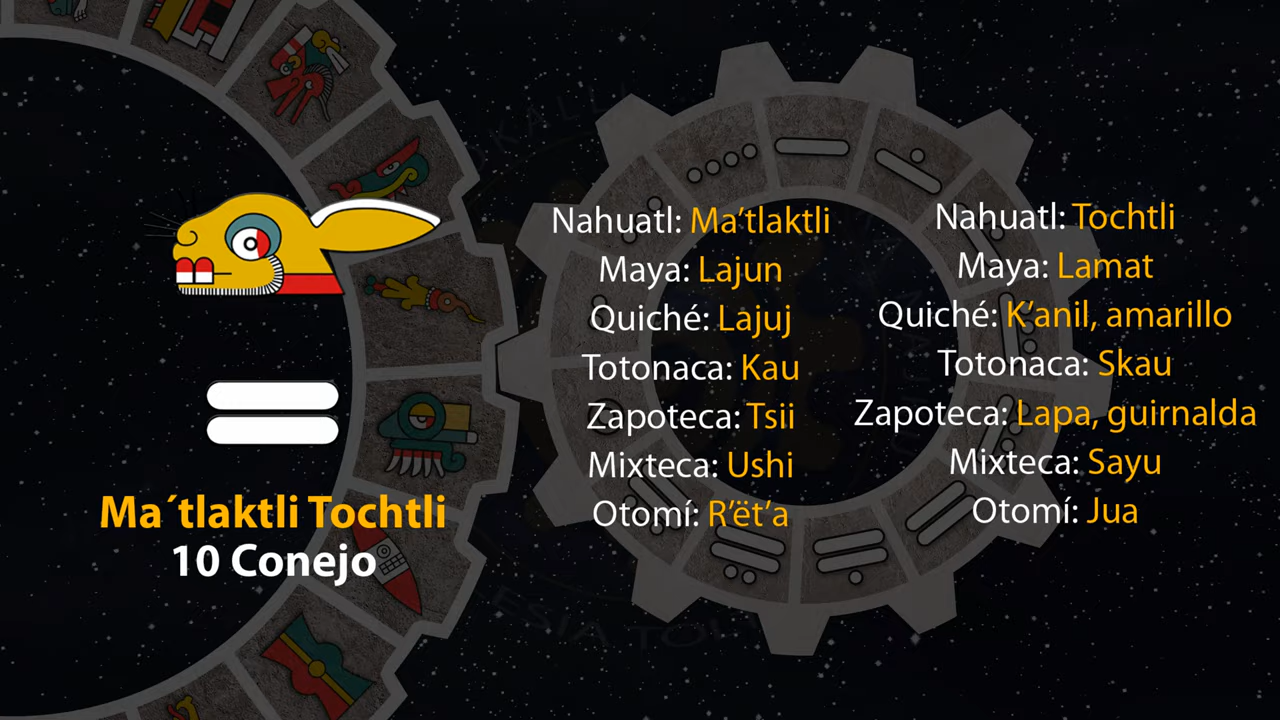 Ma´tlaktli Tochtli
10 Conejo
Nahuatl: Ma’tlaktli
Maya: Lajun
Quiché: Lajuj
Totonaca: Kau
Zapoteca: Tsii
Mixteca: Ushi
Otomí: R’ët’a
Nahuatl: Tochtli
Maya: Lamat
Quiché: K’anil, amarillo
Totonaca: Skau
Zapoteca: Lapa, guirnalda
Mixteca: Sayu
Otomí: Jua